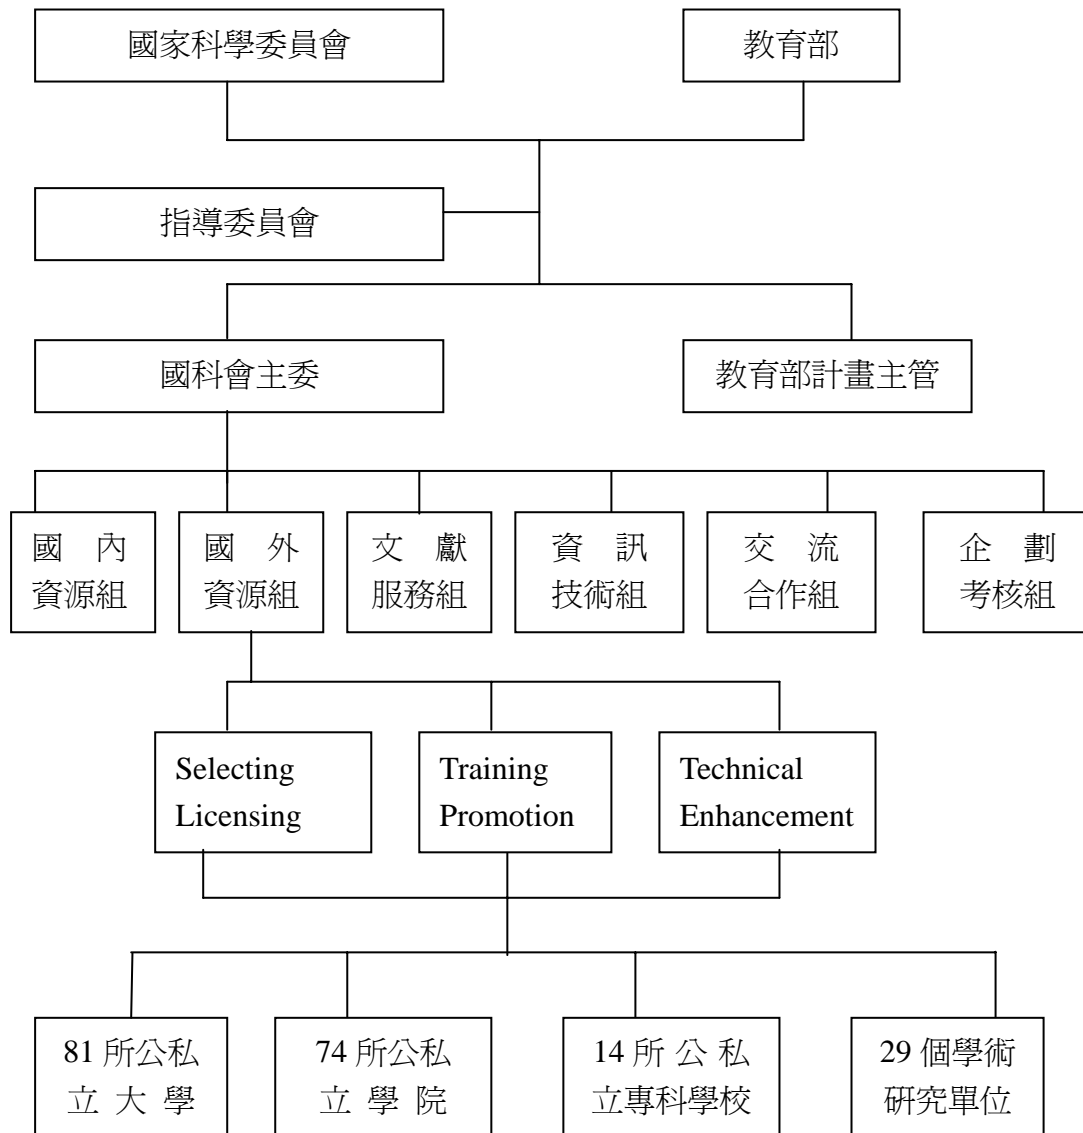 國家科學委員會
教育部
指導委員會
國科會主委
教育部計畫主管
國 內
資源組
國 外
資源組
文 獻
服務組
資 訊
技術組
交 流
合作組
企 劃
考核組
Selecting
Licensing
Training
Promotion
Technical
Enhancement
81 所公私
立 大 學
74 所公私
立 學 院
14 所 公 私
立專科學校
29 個學術
研究單位